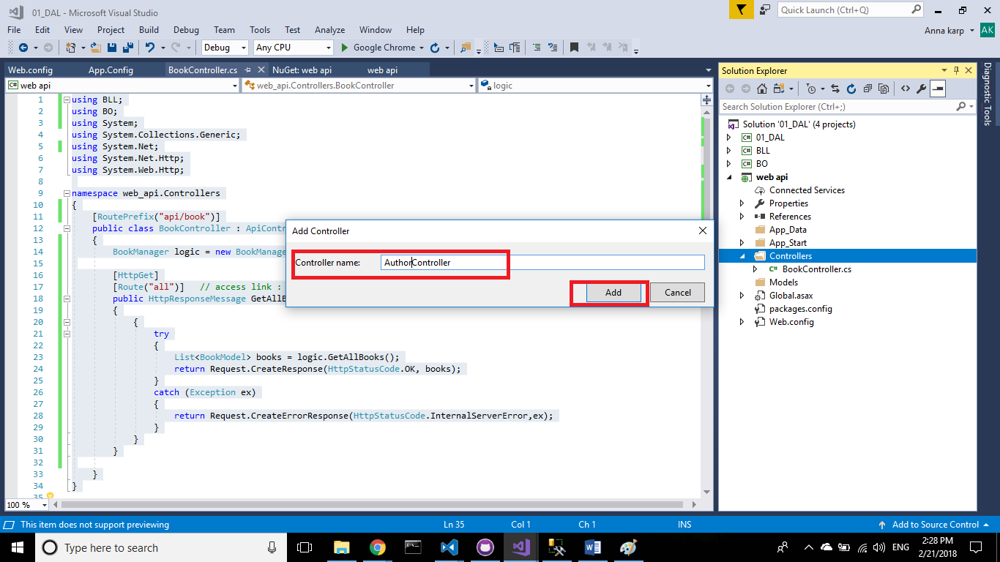 01_DAL - Microsoft Visual Studio
Quick Launch (Ctrl+Q)
File Edit View Project Build Debug Team Tools Test Analyze Window Help
Anna karp AK
Debug Any CPU Google Chrome
Web.config App.Config BookController.cs NuGet: web api web api
C# web api web_api.Controllers.BookController logic
1 using BLL;
2 using BO;
3 using System;
4 using System.Collections.Generic;
5 using System.Net;
6 using System.Net.Http;
7 using System.Web.Http;
8
9 namespace web_api.Controllers
10 {
11 [RoutePrefix("api/book")]
12 public class BookController : ApiContr
13 {
14 BookManager logic = new BookManage
15
16 [HttpGet]
17 [Route("all")] // access link :
18 public HttpResponseMessage GetAllB
19 {
20 {
21 try
22 {
23 List<BookModel> books = logic.GetAllBooks();
24 return Request.CreateResponse(HttpStatusCode.OK, books);
25 }
26 catch (Exception ex)
27 {
28 return Request.CreateErrorResponse(HttpStatusCode.InternalServerError,ex);
29 }
30 }
31 }
32
33 }
34 }
35
100 %
Add Controller
Controller name: AuthorController
Add Cancel
Solution Explorer
Search Solution Explorer (Ctrl+;)
Solution '01_DAL' (4 projects)
C# 01_DAL
C# BLL
C# BO
web api
Connected Services
Properties
References
App_Data
App_Start
Controllers
C# BookController.cs
Models
Global.asax
packages.config
Web.config
Diagnostic Tools
This item does not support previewing Ln 35 Col 1 Ch 1 INS Add to Source Control
Type here to search
ENG
2:28 PM
2/21/2018